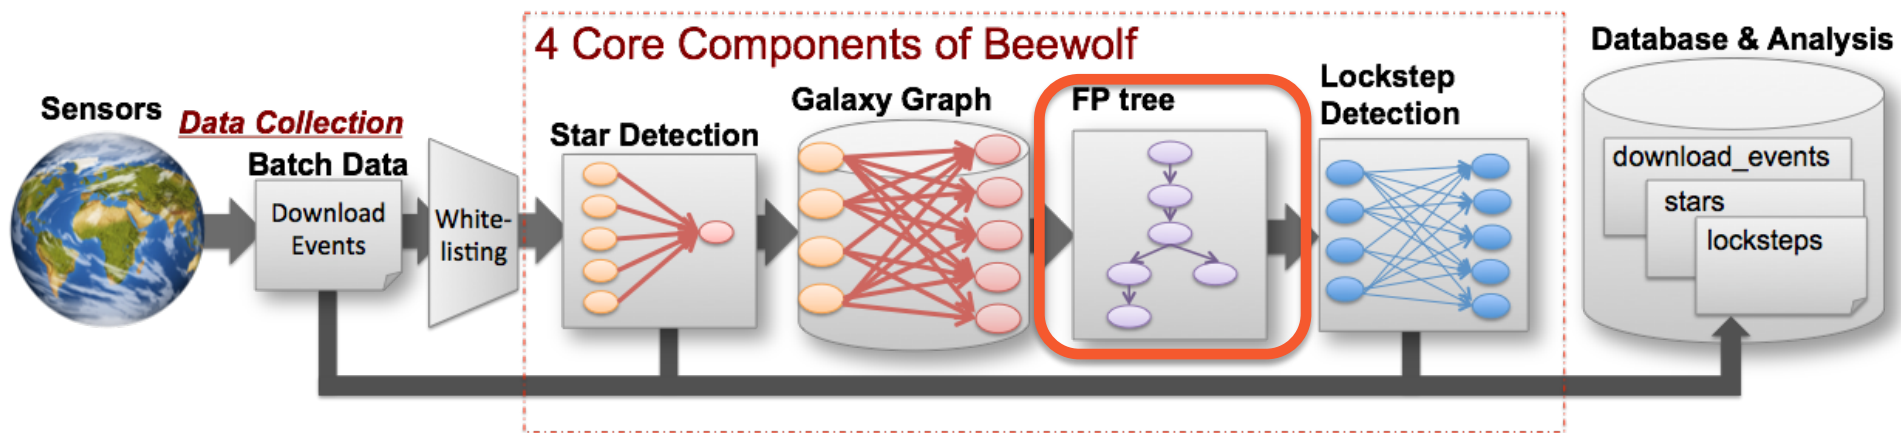 4 Core Components of Beewolf
Sensors
Data Collection
Batch Data
Download
Events
White-
listing
Star Detection
Galaxy Graph
FP tree
Lockstep
Detection
Database & Analysis
download_events
stars
locksteps